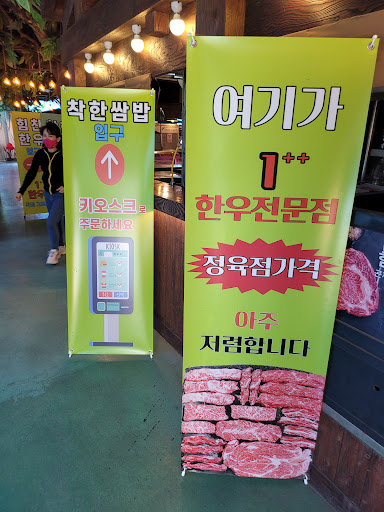 착한쌈밥
입구
키오스크로
주문하세요
KIOSK
여기가
1++
한우전문점
정육점가격
아주
저렴합니다